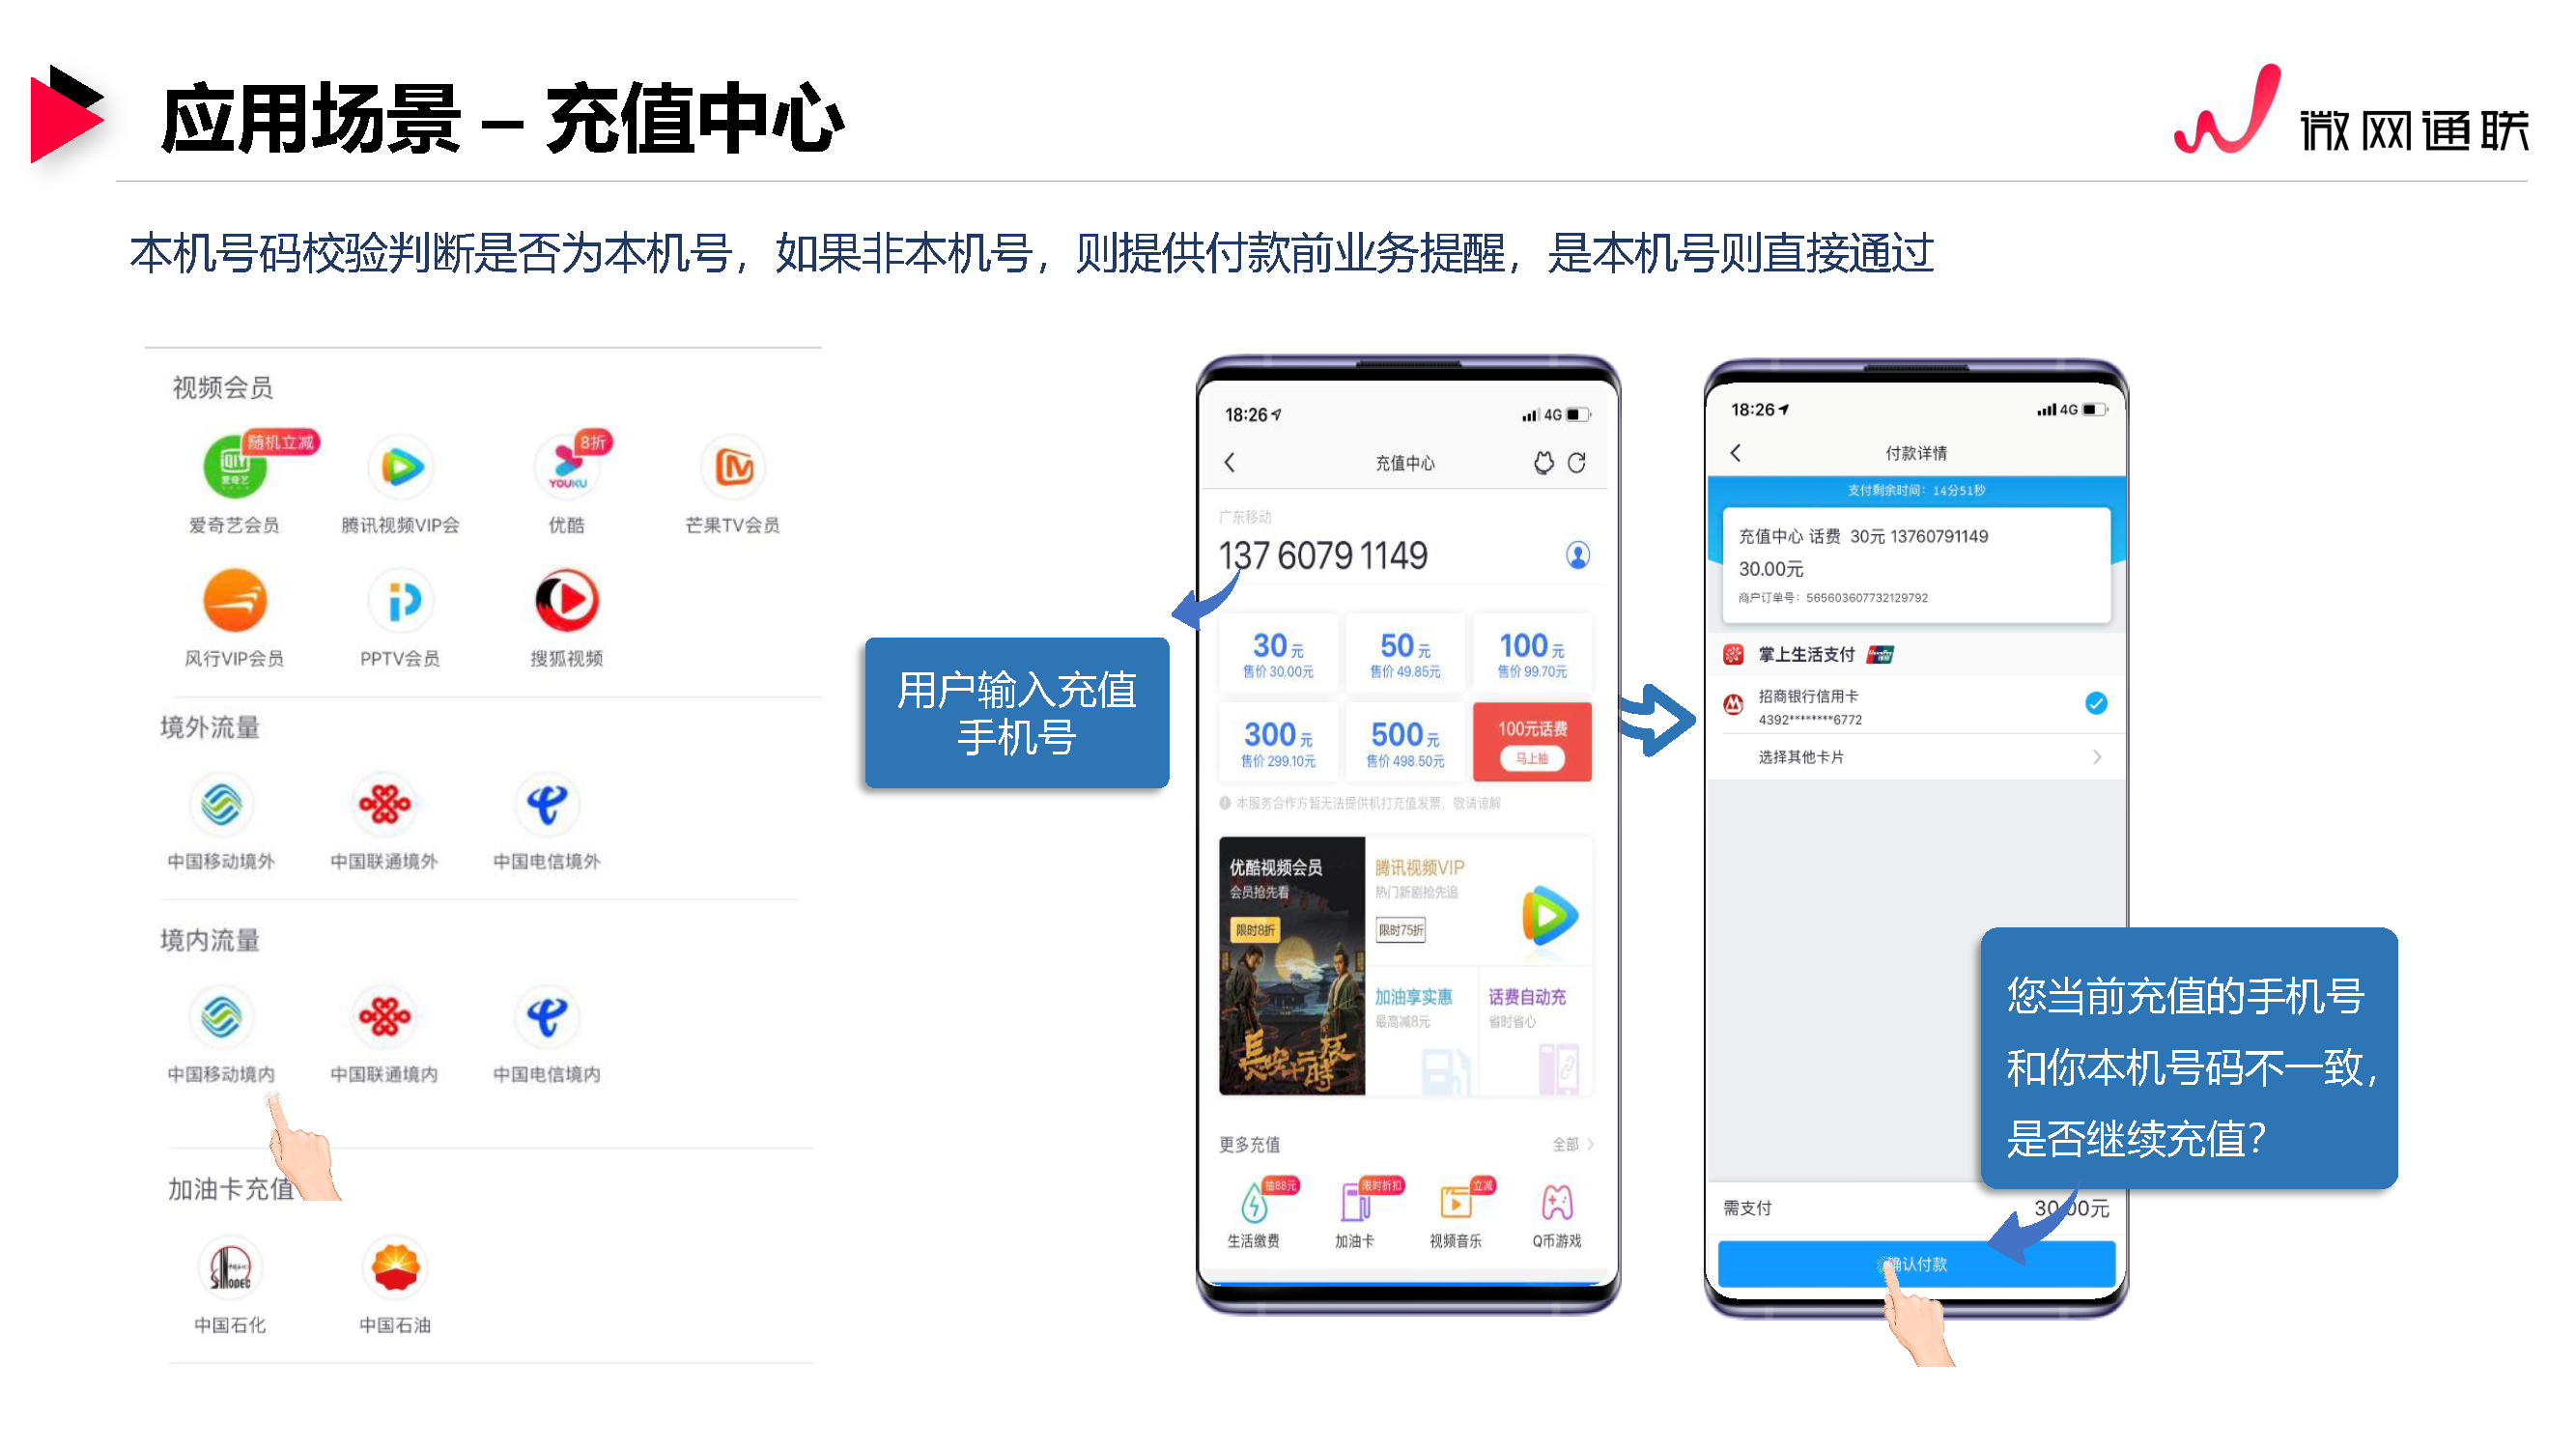 应用场景 – 充值中心
微网通联
本机号码校验判断是否为本机号，如果非本机号，则提供付款前业务提醒，是本机号则直接通过
视频会员
随机立减
8折
QIY
爱奇艺
YOUKU
爱奇艺会员 腾讯视频VIP会 优酷 芒果TV会员
风行VIP会员 PPTV会员 搜狐视频
境外流量
中国移动境外 中国联通境外 中国电信境外
境内流量
中国移动境内 中国联通境内 中国电信境内
加油卡充值
SINOPEC
中国石化 中国石油
用户输入充值
手机号
18:26 4G
充值中心
广东移动
137 6079 1149
30元 50元 100元
售价 30.00元 售价 49.85元 售价 99.70元
300元 500元 100元话费
售价 299.10元 售价 498.50元 马上抽
本服务合作方暂无法提供机打充值发票，敬请谅解
优酷视频会员 腾讯视频VIP
会员抢先看 热门新剧抢先追
限时8折 限时75折
加油享实惠 话费自动充
最高减8元 省时省心
长安十二时辰
更多充值 全部
抽88元 限时折扣 立减
生活缴费 加油卡 视频音乐 Q币游戏
18:26 4G
付款详情
支付剩余时间：14分51秒
充值中心 话费 30元 13760791149
30.00元
商户订单号：565603607732129792
掌上生活支付
招商银行信用卡
4392********6772
选择其他卡片
您当前充值的手机号
和你本机号码不一致，
是否继续充值？
需支付 30.00元
确认付款